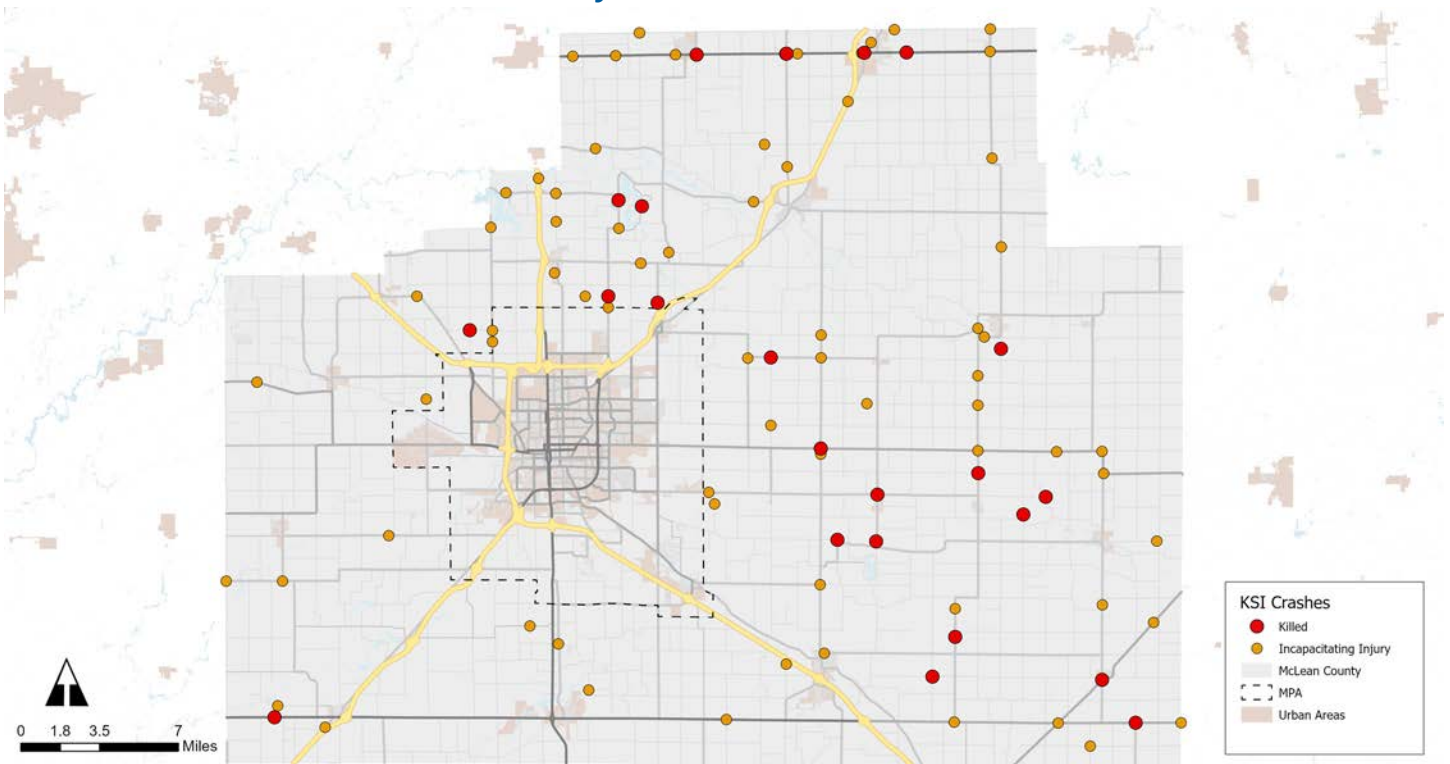 KSI Crashes
Killed
Incapacitating Injury
McLean County
MPA
Urban Areas
0 1.8 3.5 7
Miles